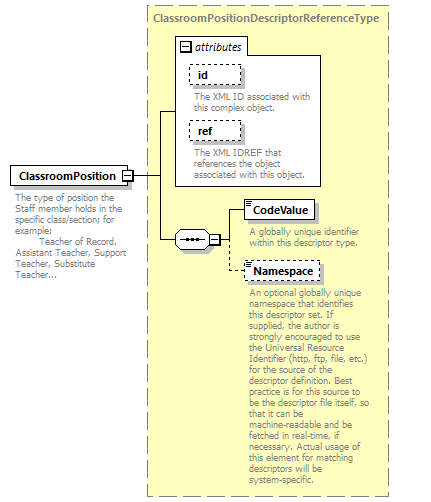 ClassroomPositionDescriptorReferenceType
attributes
id
The XML ID associated with
this complex object.
ref
The XML IDREF that
references the object
associated with this object.
ClassroomPosition
The type of position the
Staff member holds in the
specific class/section; for
example:
Teacher of Record,
Assistant Teacher, Support
Teacher, Substitute
Teacher...
CodeValue
A globally unique identifier
within this descriptor type.
Namespace
An optional globally unique
namespace that identifies
this descriptor set. If
supplied, the author is
strongly encouraged to use
the Universal Resource
Identifier (http, ftp, file, etc.)
for the source of the
descriptor definition. Best
practice is for this source to
be the descriptor file itself, so
that it can be
machine-readable and be
fetched in real-time, if
necessary. Actual usage of
this element for matching
descriptors will be
system-specific.